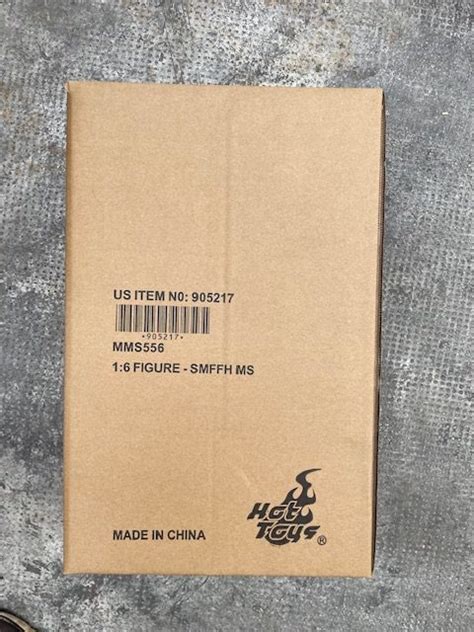 US ITEM N0: 905217
*905217*
MMS556
1:6 FIGURE - SMFFH MS
Hot
Toys ®
MADE IN CHINA